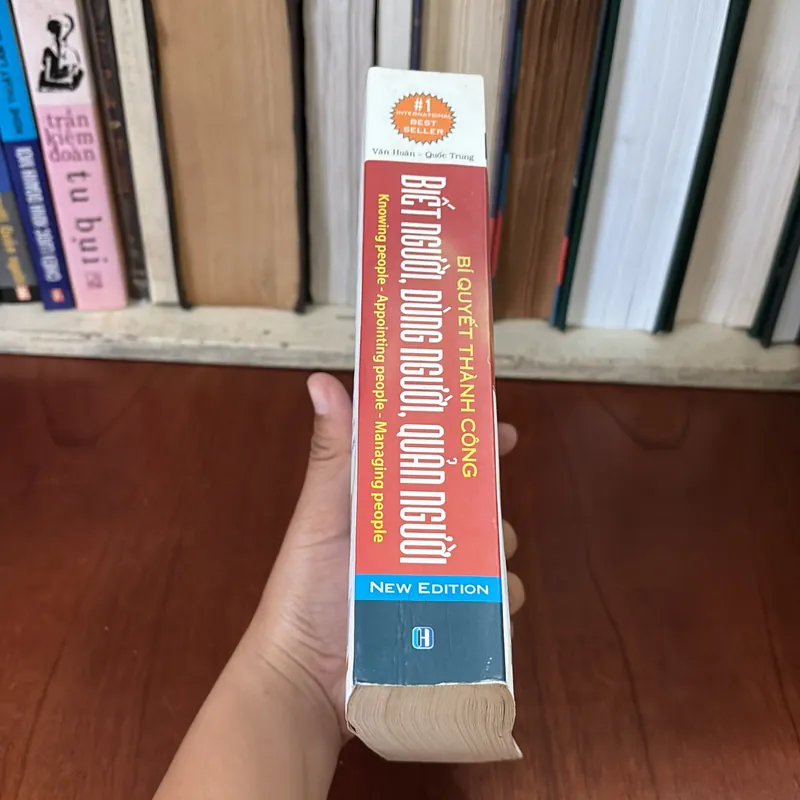 #1
INTERNATIONAL
BEST
SELLER
Văn Huân - Quốc Trung
BÍ QUYẾT THÀNH CÔNG
BIẾT NGƯỜI, DÙNG NGƯỜI, QUẢN NGƯỜI
Knowing people - Appointing people - Managing people
NEW EDITION
trần
kiêm
đoàn
tu bụi